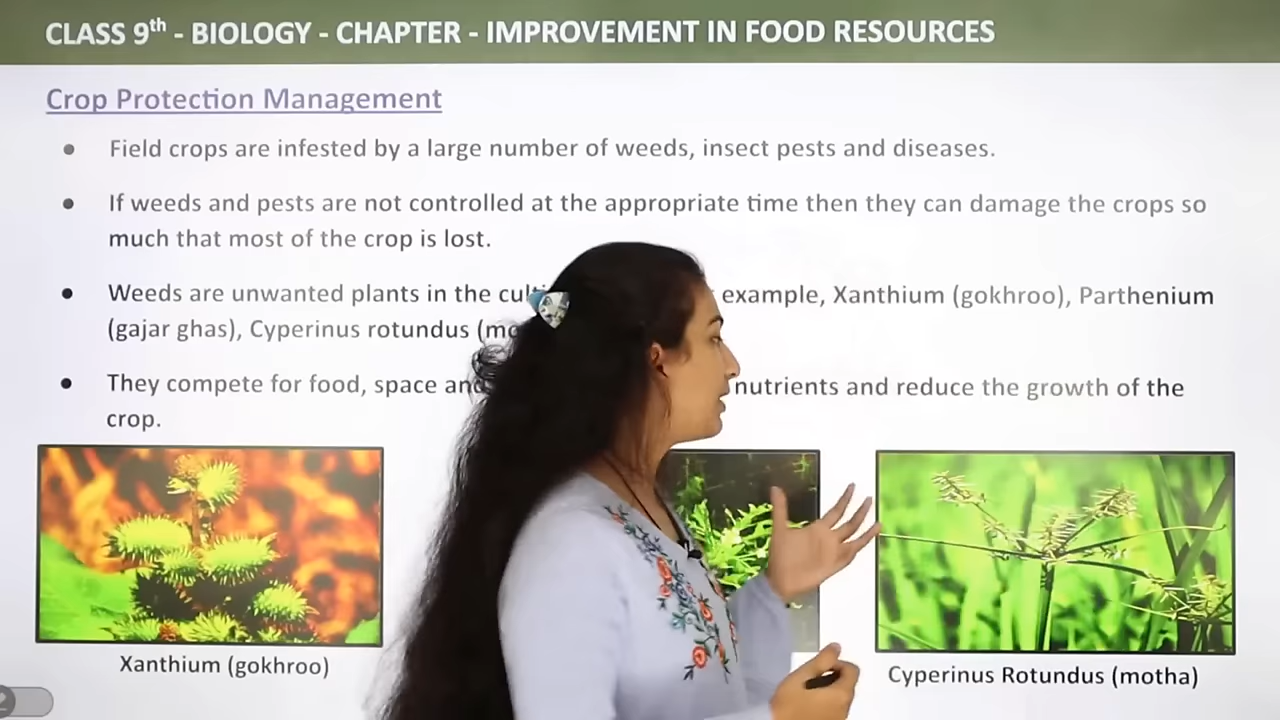 CLASS 9th - BIOLOGY - CHAPTER - IMPROVEMENT IN FOOD RESOURCES
Crop Protection Management
• Field crops are infested by a large number of weeds, insect pests and diseases.
• If weeds and pests are not controlled at the appropriate time then they can damage the crops so
much that most of the crop is lost.
• Weeds are unwanted plants in the example, Xanthium (gokhroo), Parthenium
(gajar ghas), Cyperinus rotundus
• They compete for food, space nutrients and reduce the growth of the
crop.
Xanthium (gokhroo)
Cyperinus Rotundus (motha)